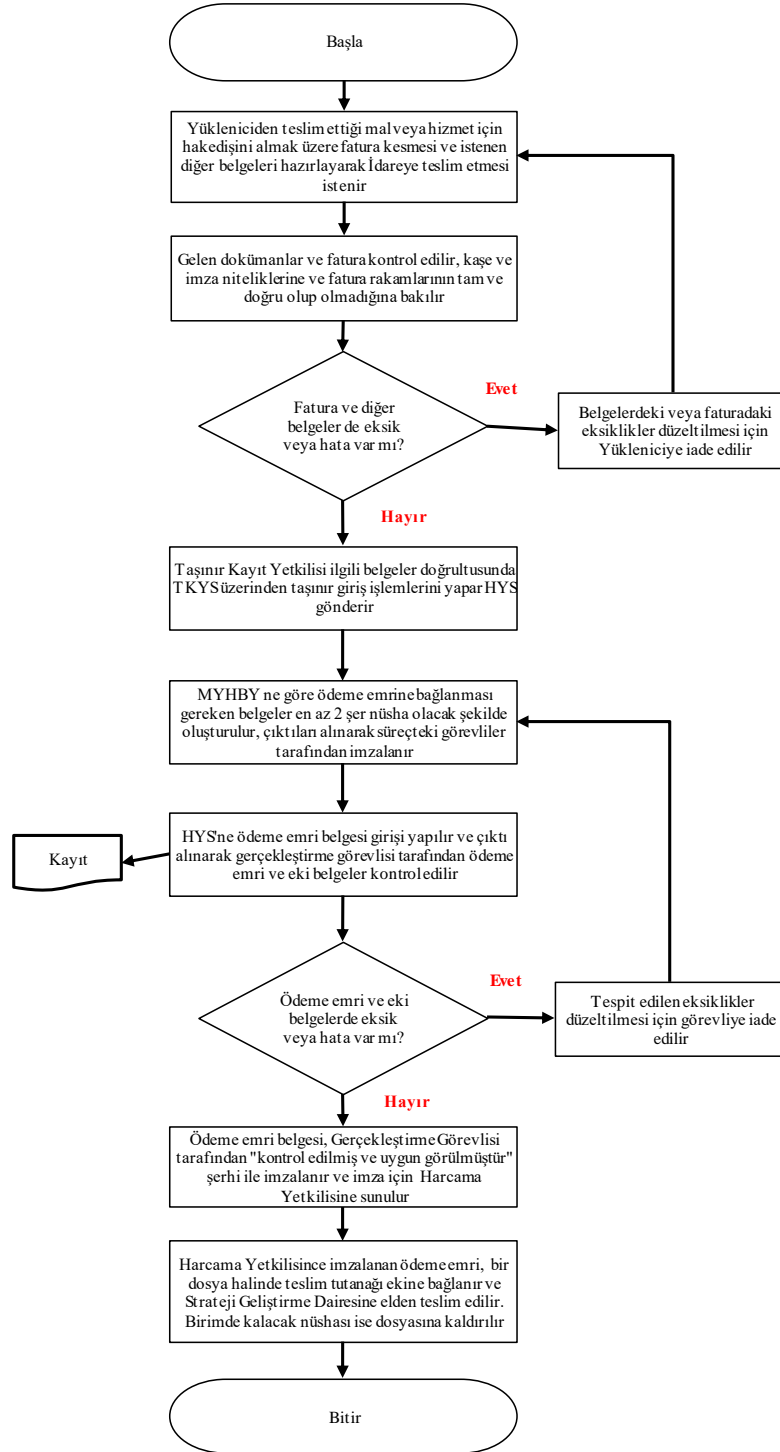 Başla
Yükleniciden teslim ettiği mal veya hizmet için
hakedişini almak üzere fatura kesmesi ve istenen
diğer belgeleri hazırlayarak İdareye teslim etmesi
istenir
Gelen dokümanlar ve fatura kontrol edilir, kaşe ve
imza niteliklerine ve fatura rakamlarının tam ve
doğru olup olmadığına bakılır
Fatura ve diğer
belgeler de eksik
veya hata var mı?
Evet
Belgelerdeki veya faturadaki
eksiklikler düzeltilmesi için
Yükleniciye iade edilir
Hayır
Taşınır Kayıt Yetkilisi ilgili belgeler doğrultusunda
TKYS üzerinden taşınır giriş işlemlerini yapar HYS
gönderir
MYHBY ne göre ödeme emrine bağlanması
gereken belgeler en az 2 şer nüsha olacak şekilde
oluşturulur, çıktıları alınarak süreçteki görevliler
tarafından imzalanır
HYS'ne ödeme emri belgesi girişi yapılır ve çıktı
alınarak gerçekleştirme görevlisi tarafından ödeme
emri ve eki belgeler kontrol edilir
Kayıt
Ödeme emri ve eki
belgelerde eksik
veya hata var mı?
Evet
Tespit edilen eksiklikler
düzeltilmesi için görevliye iade
edilir
Hayır
Ödeme emri belgesi, Gerçekleştirme Görevlisi
tarafından "kontrol edilmiş ve uygun görülmüştür"
şerhi ile imzalanır ve imza için Harcama
Yetkilisine sunulur
Harcama Yetkilisince imzalanan ödeme emri, bir
dosya halinde teslim tutanağı ekine bağlanır ve
Strateji Geliştirme Dairesine elden teslim edilir.
Birimde kalacak nüshası ise dosyasına kaldırılır
Bitir